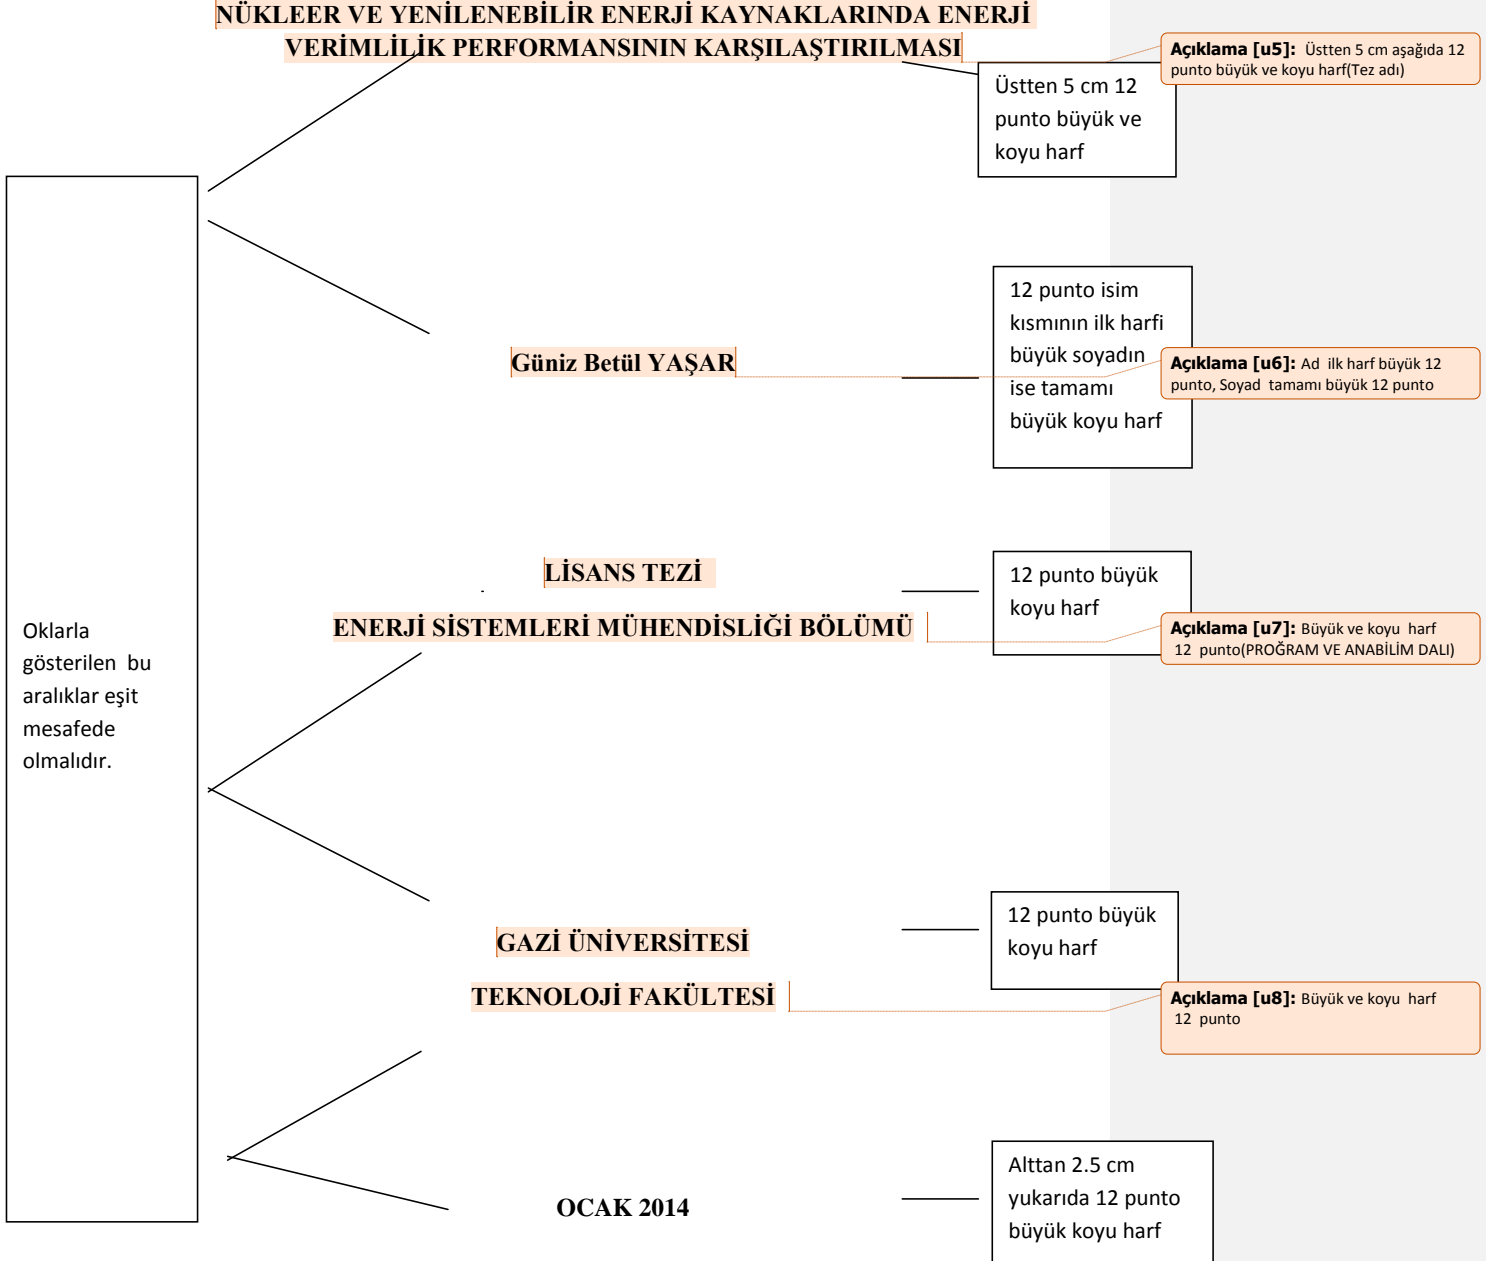 NÜKLEER VE YENİLENEBİLİR ENERJİ KAYNAKLARINDA ENERJİ
VERİMLİLİK PERFORMANSININ KARŞILAŞTIRILMASI
Açıklama [u5]: Üstten 5 cm aşağıda 12
punto büyük ve koyu harf(Tez adı)
Üstten 5 cm 12
punto büyük ve
koyu harf
12 punto isim
kısmının ilk harfi
büyük soyadın
ise tamamı
büyük koyu harf
Güniz Betül YAŞAR
Açıklama [u6]: Ad ilk harf büyük 12
punto, Soyad tamamı büyük 12 punto
LİSANS TEZİ
12 punto büyük
koyu harf
ENERJİ SİSTEMLERİ MÜHENDİSLİĞİ BÖLÜMÜ
Açıklama [u7]: Büyük ve koyu harf
12 punto(PROĞRAM VE ANABİLİM DALI)
Oklarla
gösterilen bu
aralıklar eşit
mesafede
olmalıdır.
GAZİ ÜNİVERSİTESİ
12 punto büyük
koyu harf
TEKNOLOJİ FAKÜLTESİ
Açıklama [u8]: Büyük ve koyu harf
12 punto
OCAK 2014
Alttan 2.5 cm
yukarıda 12 punto
büyük koyu harf